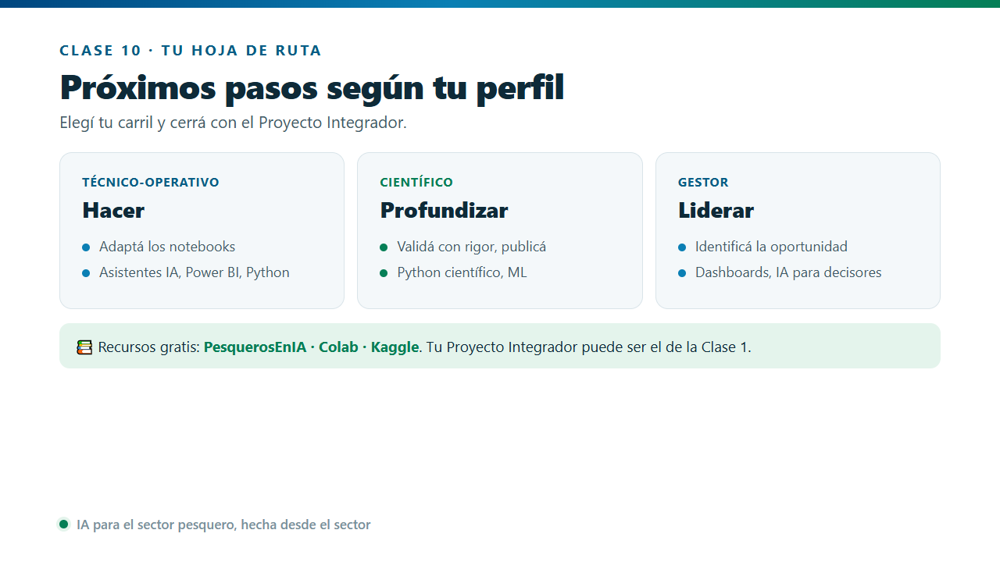 CLASE 10 · TU HOJA DE RUTA
Próximos pasos según tu perfil
Elegí tu carril y cerrá con el Proyecto Integrador.
TÉCNICO-OPERATIVO
Hacer
Adaptá los notebooks
Asistentes IA, Power BI, Python
CIENTÍFICO
Profundizar
Validá con rigor, publicá
Python científico, ML
GESTOR
Liderar
Identificá la oportunidad
Dashboards, IA para decisores
📚 Recursos gratis: PesquerosEnIA · Colab · Kaggle. Tu Proyecto Integrador puede ser el de la Clase 1.
IA para el sector pesquero, hecha desde el sector